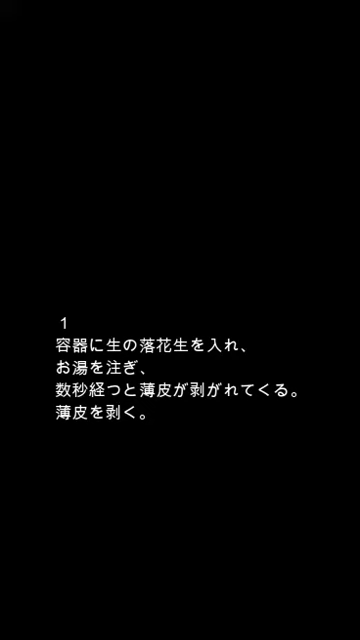 1
容器に生の落花生を入れ、
お湯を注ぎ、
数秒経つと薄皮が剥がれてくる。
薄皮を剥く。